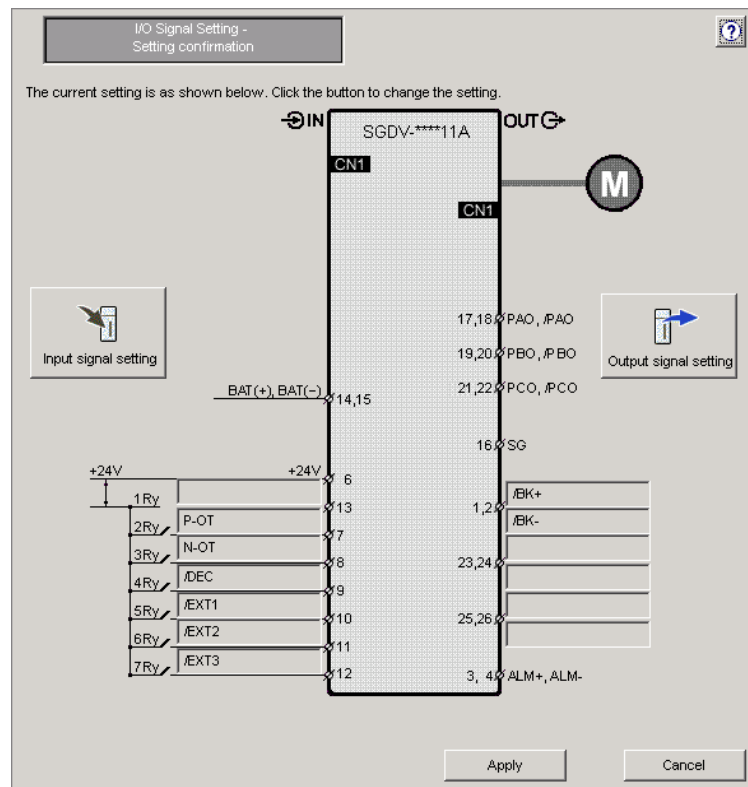 I/O Signal Setting -
Setting confirmation
The current setting is as shown below. Click the button to change the setting.
IN
SGDV-****11A
OUT
CN1
M
CN1
17,18 PAO, /PAO
19,20 PBO, /PBO
21,22 PCO, /PCO
Input signal setting
Output signal setting
BAT(+), BAT(−) 14,15
16 SG
+24V +24V 6
1Ry 13
2Ry P-OT 7
3Ry N-OT 8
4Ry /DEC 9
5Ry /EXT1 10
6Ry /EXT2 11
7Ry /EXT3 12
/BK+
1,2
/BK-
23,24
25,26
3, 4 ALM+, ALM-
Apply
Cancel